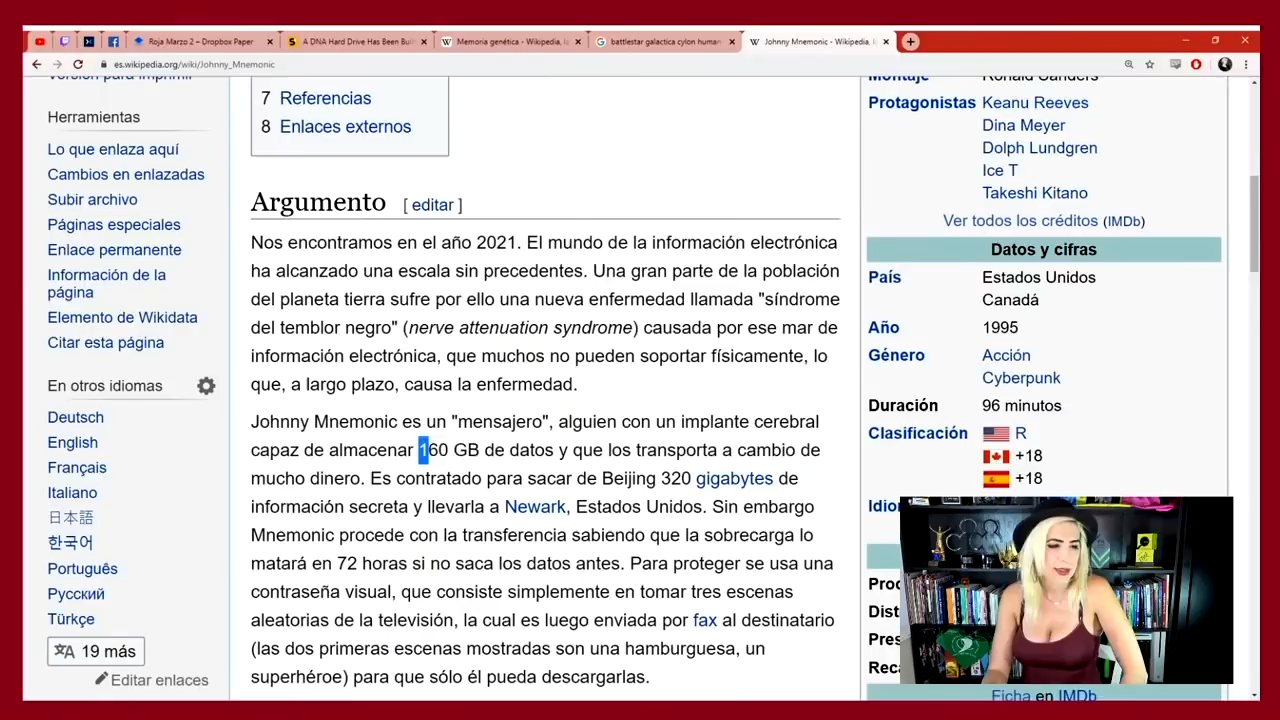 Roja Marzo 2 – Dropbox Paper
A DNA Hard Drive Has Been Bui
Memoria genética - Wikipedia, l
battlestar galactica cylon human
Johnny Mnemonic - Wikipedia, l
es.wikipedia.org/wiki/Johnny_Mnemonic
Versión para imprimir
Herramientas
Lo que enlaza aquí
Cambios en enlazadas
Subir archivo
Páginas especiales
Enlace permanente
Información de la
página
Elemento de Wikidata
Citar esta página
En otros idiomas
Deutsch
English
Français
Italiano
日本語
한국어
Português
Русский
Türkçe
19 más
Editar enlaces
7 Referencias
8 Enlaces externos
Argumento [ editar ]
Nos encontramos en el año 2021. El mundo de la información electrónica
ha alcanzado una escala sin precedentes. Una gran parte de la población
del planeta tierra sufre por ello una nueva enfermedad llamada "síndrome
del temblor negro" (nerve attenuation syndrome) causada por ese mar de
información electrónica, que muchos no pueden soportar físicamente, lo
que, a largo plazo, causa la enfermedad.
Johnny Mnemonic es un "mensajero", alguien con un implante cerebral
capaz de almacenar 160 GB de datos y que los transporta a cambio de
mucho dinero. Es contratado para sacar de Beijing 320 gigabytes de
información secreta y llevarla a Newark, Estados Unidos. Sin embargo
Mnemonic procede con la transferencia sabiendo que la sobrecarga lo
matará en 72 horas si no saca los datos antes. Para proteger se usa una
contraseña visual, que consiste simplemente en tomar tres escenas
aleatorias de la televisión, la cual es luego enviada por fax al destinatario
(las dos primeras escenas mostradas son una hamburguesa, un
superhéroe) para que sólo él pueda descargarlas.
Montaje Ronald Sanders
Protagonistas Keanu Reeves
Dina Meyer
Dolph Lundgren
Ice T
Takeshi Kitano
Ver todos los créditos (IMDb)
Datos y cifras
País Estados Unidos
Canadá
Año 1995
Género Acción
Cyberpunk
Duración 96 minutos
Clasificación R
+18
+18
Idio
Prod
Dist
Pres
Reca
Ficha en IMDb